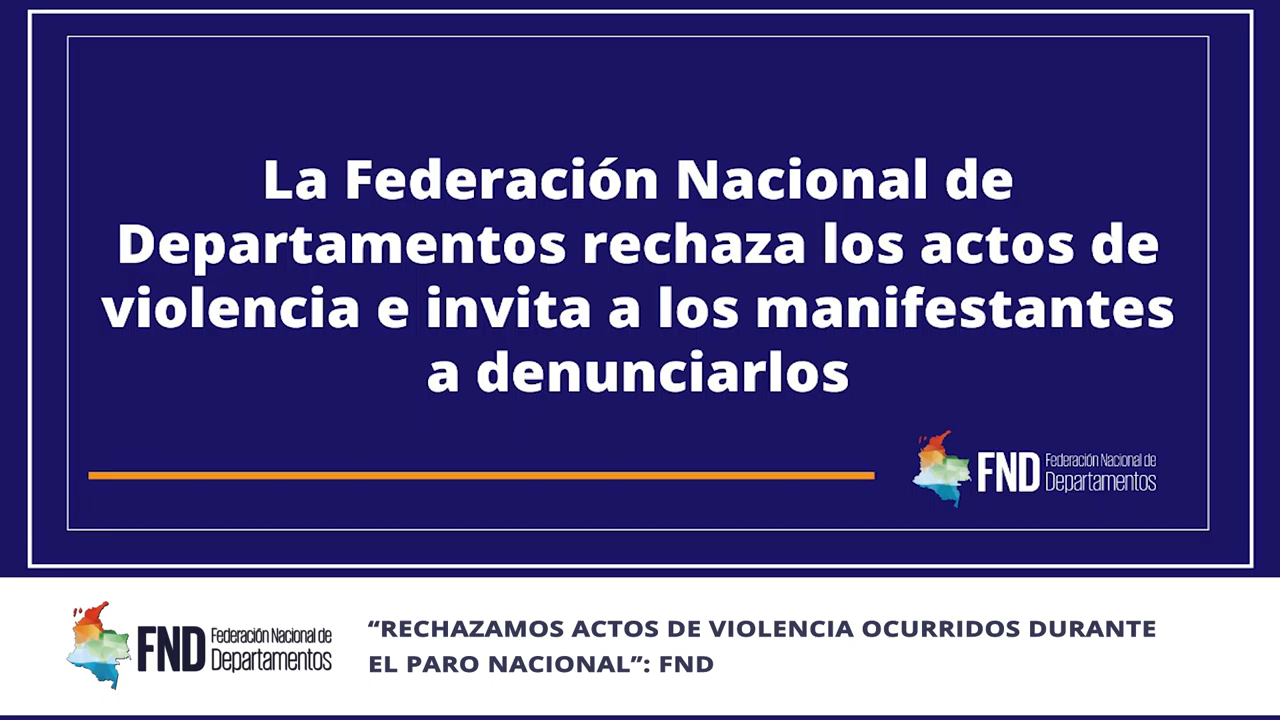 La Federación Nacional de
Departamentos rechaza los actos de
violencia e invita a los manifestantes
a denunciarlos
FND Federación Nacional de
Departamentos
FND Federación Nacional de
Departamentos
“RECHAZAMOS ACTOS DE VIOLENCIA OCURRIDOS DURANTE
EL PARO NACIONAL”: FND